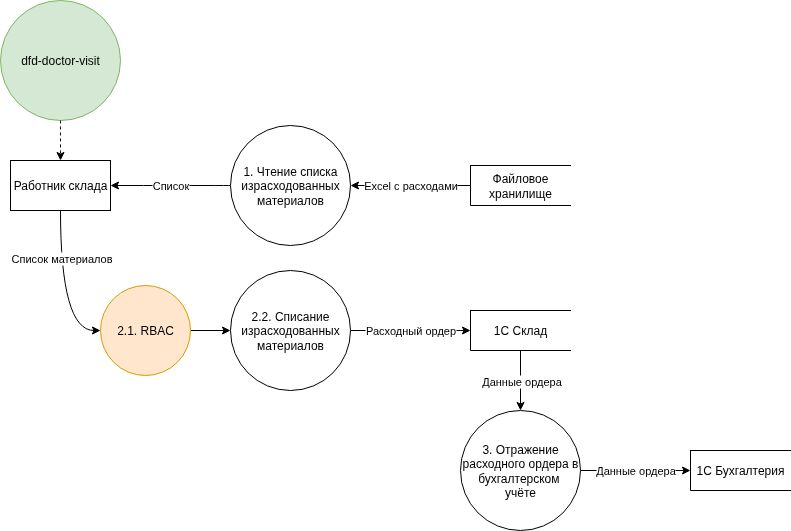 dfd-doctor-visit
1. Чтение списка
израсходованных
материалов
Файловое
хранилище
Работник склада
Список
Excel с расходами
Список материалов
2.1. RBAC
2.2. Списание
израсходованных
материалов
Расходный ордер
1С Склад
Данные ордера
3. Отражение
расходного ордера в
бухгалтерском
учёте
Данные ордера
1С Бухгалтерия